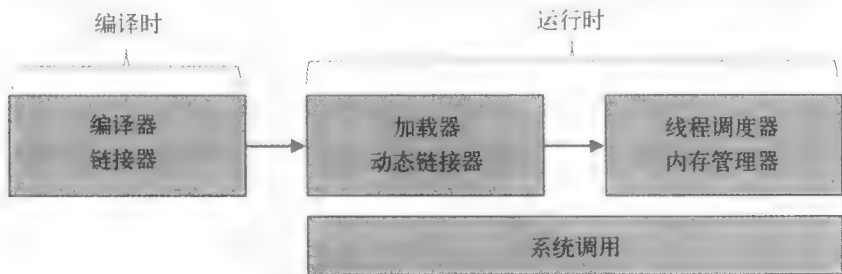 编译时
运行时
编译器
链接器
加载器
动态链接器
线程调度器
内存管理器
系统调用